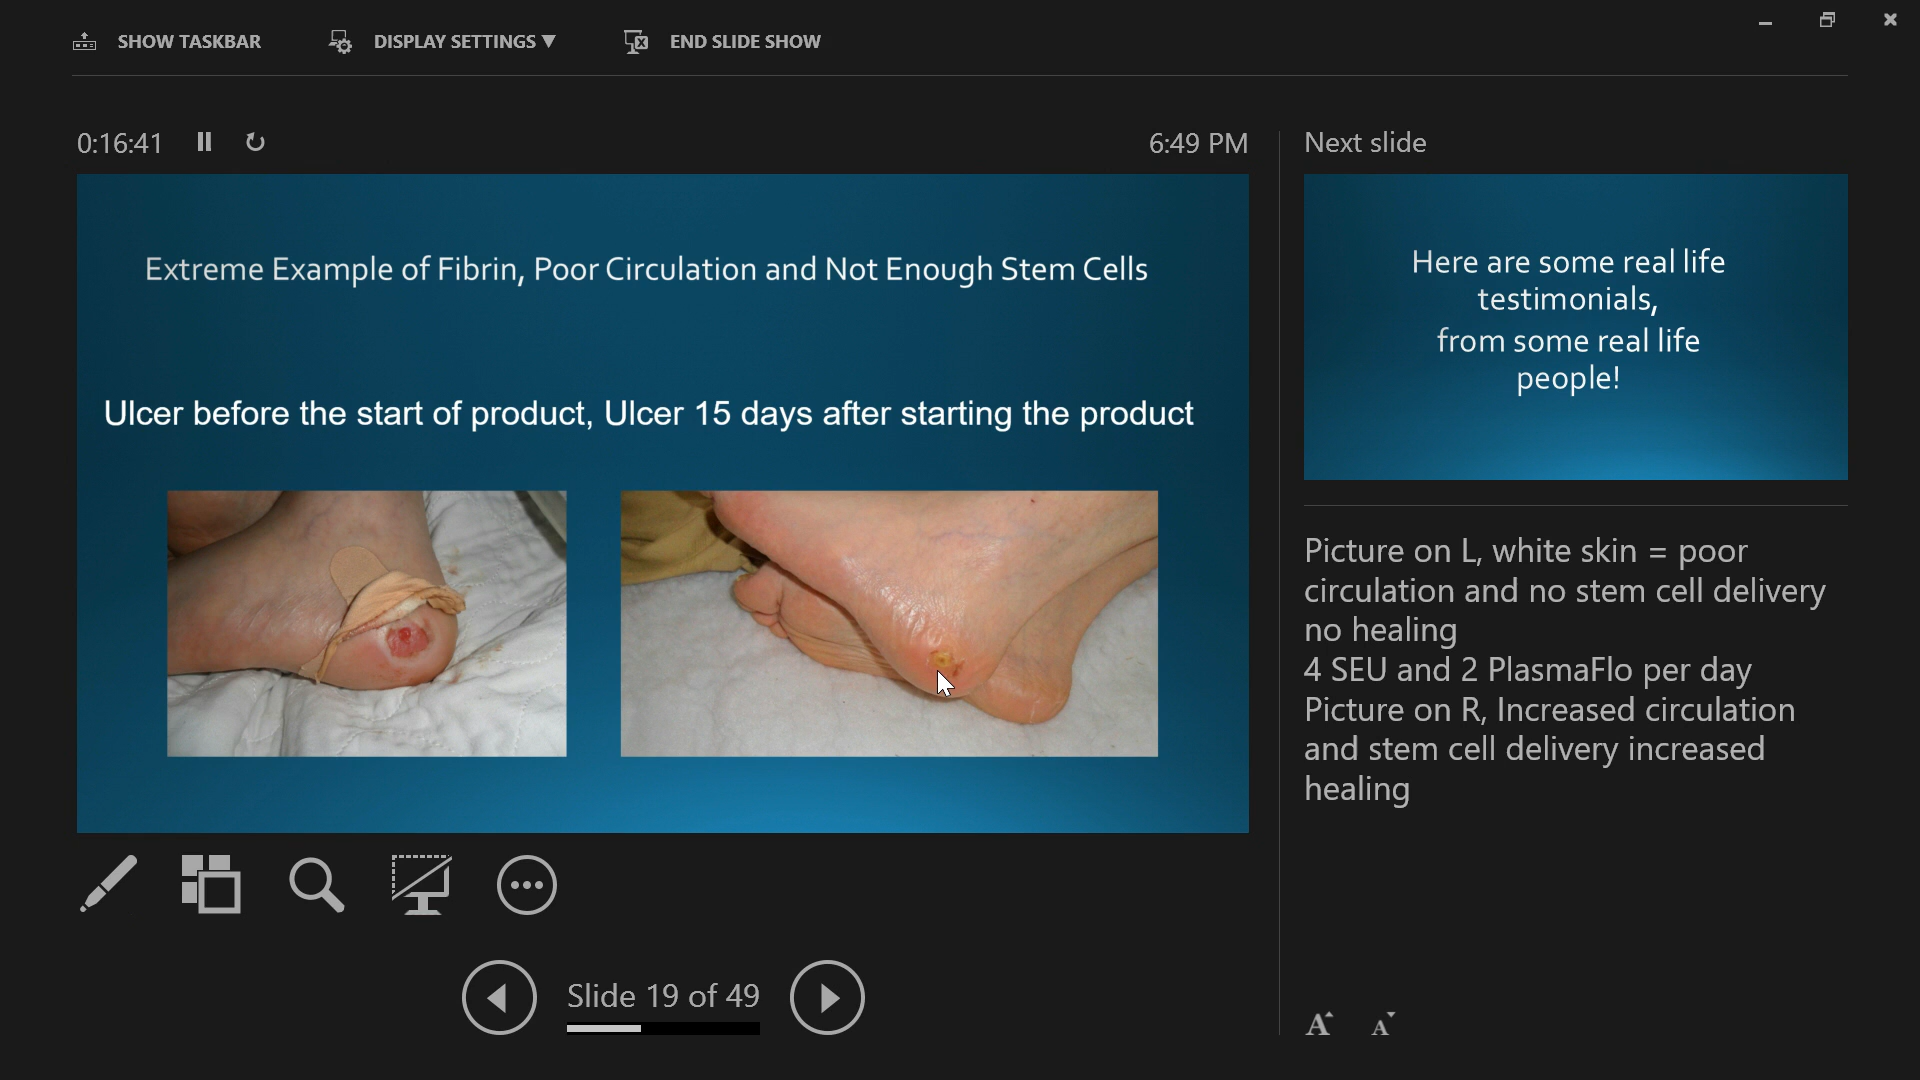 SHOW TASKBAR
DISPLAY SETTINGS ▼
END SLIDE SHOW
0:16:41
6:49 PM
Extreme Example of Fibrin, Poor Circulation and Not Enough Stem Cells
Ulcer before the start of product, Ulcer 15 days after starting the product
Slide 19 of 49
Next slide
Here are some real life
testimonials,
from some real life
people!
Picture on L, white skin = poor
circulation and no stem cell delivery
no healing
4 SEU and 2 PlasmaFlo per day
Picture on R, Increased circulation
and stem cell delivery increased
healing
A A